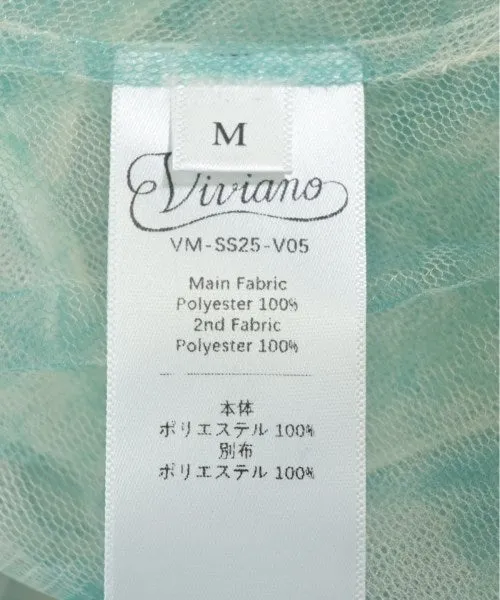 M
Viviano
VM-SS25-V05
Main Fabric
Polyester 100%
2nd Fabric
Polyester 100%
本体
ポリエステル 100%
別布
ポリエステル 100%